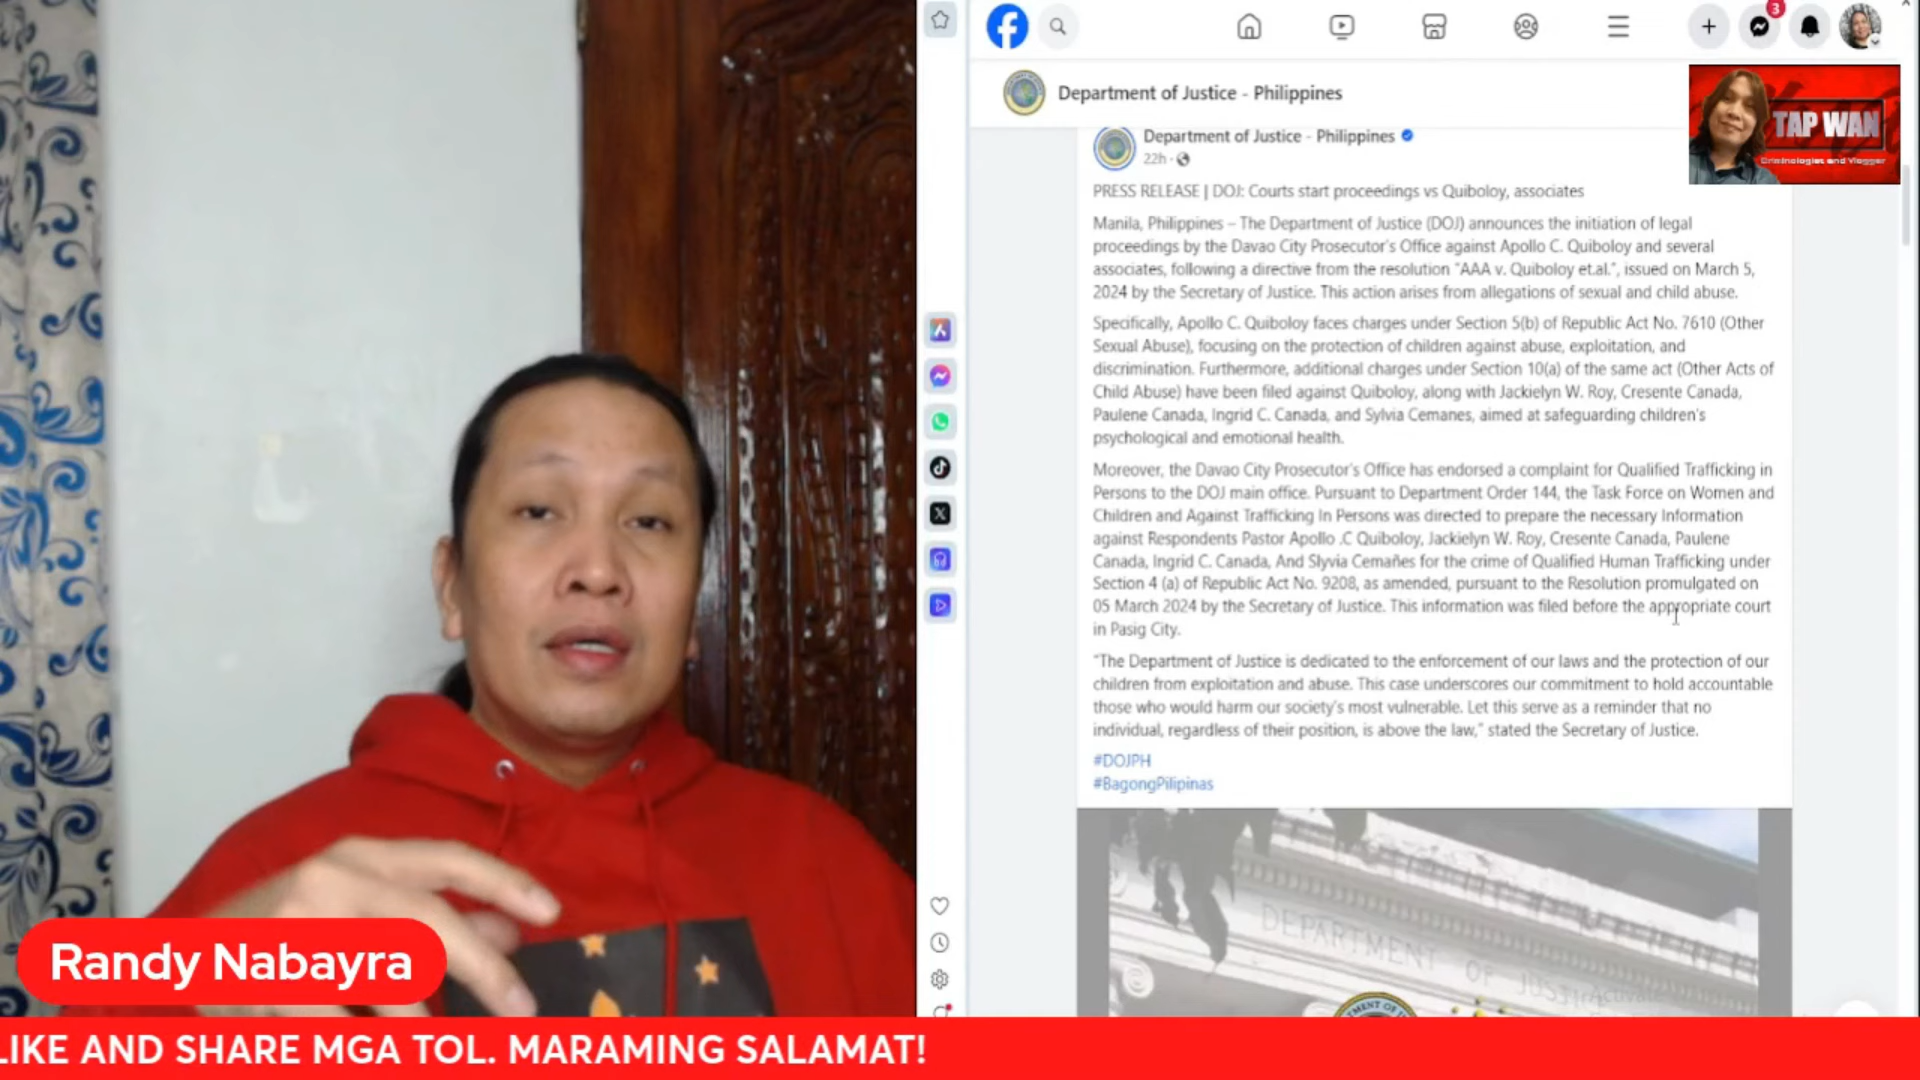 3
Department of Justice - Philippines
TAP WAN
Criminologies and Vlogger
Department of Justice - Philippines
22h
PRESS RELEASE | DOJ: Courts start proceedings vs Quiboloy, associates
Manila, Philippines – The Department of Justice (DOJ) announces the initiation of legal
proceedings by the Davao City Prosecutor's Office against Apollo C. Quiboloy and several
associates, following a directive from the resolution "AAA v. Quiboloy et.al.", issued on March 5,
2024 by the Secretary of Justice. This action arises from allegations of sexual and child abuse.
Specifically, Apollo C. Quiboloy faces charges under Section 5(b) of Republic Act No. 7610 (Other
Sexual Abuse), focusing on the protection of children against abuse, exploitation, and
discrimination. Furthermore, additional charges under Section 10(a) of the same act (Other Acts of
Child Abuse) have been filed against Quiboloy, along with Jackielyn W. Roy, Cresente Canada,
Paulene Canada, Ingrid C. Canada, and Sylvia Cemanes, aimed at safeguarding children's
psychological and emotional health.
Moreover, the Davao City Prosecutor's Office has endorsed a complaint for Qualified Trafficking in
Persons to the DOJ main office. Pursuant to Department Order 144, the Task Force on Women and
Children and Against Trafficking In Persons was directed to prepare the necessary Information
against Respondents Pastor Apollo .C Quiboloy, Jackielyn W. Roy, Cresente Canada, Paulene
Canada, Ingrid C. Canada, And Slyvia Cemañes for the crime of Qualified Human Trafficking under
Section 4 (a) of Republic Act No. 9208, as amended, pursuant to the Resolution promulgated on
05 March 2024 by the Secretary of Justice. This information was filed before the appropriate court
in Pasig City.
"The Department of Justice is dedicated to the enforcement of our laws and the protection of our
children from exploitation and abuse. This case underscores our commitment to hold accountable
those who would harm our society's most vulnerable. Let this serve as a reminder that no
individual, regardless of their position, is above the law," stated the Secretary of Justice.
#DOJPH
#BagongPilipinas
DEPARTMENT OF JUSTICE
Randy Nabayra
LIKE AND SHARE MGA TOL. MARAMING SALAMAT!